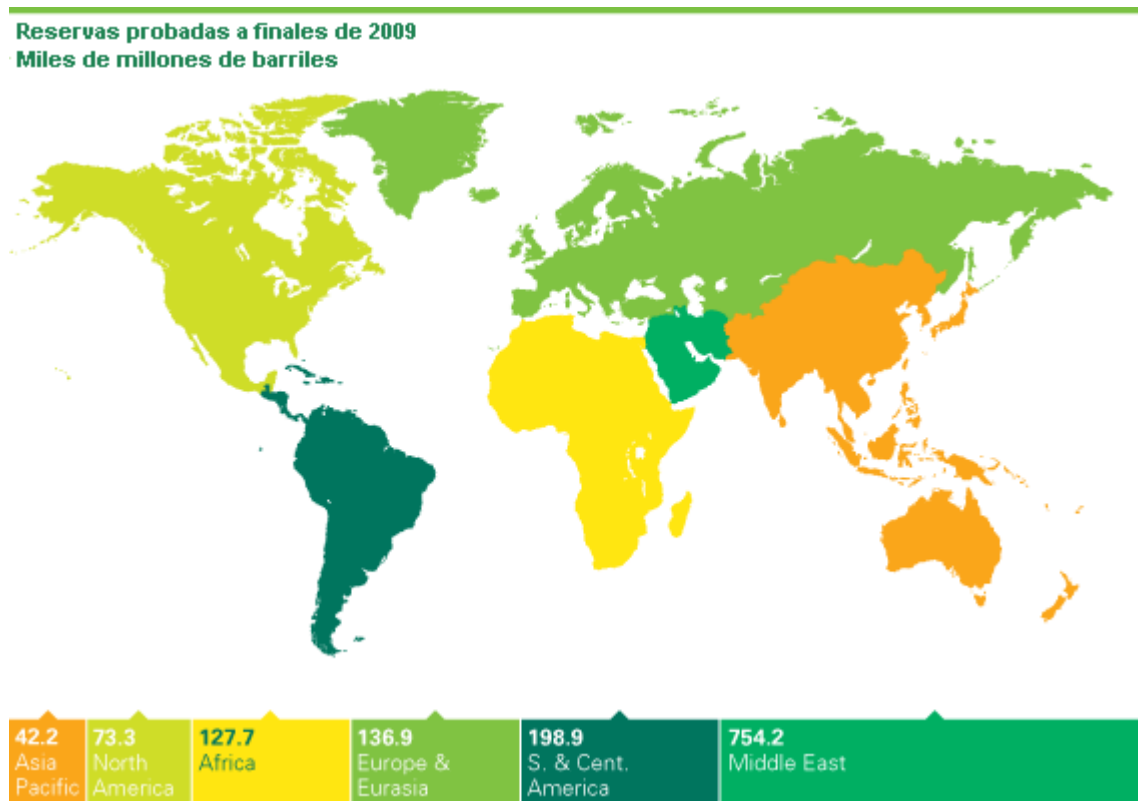 Reservas probadas a finales de 2009
Miles de millones de barriles
42.2
Asia
Pacific
73.3
North
America
127.7
Africa
136.9
Europe &
Eurasia
198.9
S. & Cent.
America
754.2
Middle East